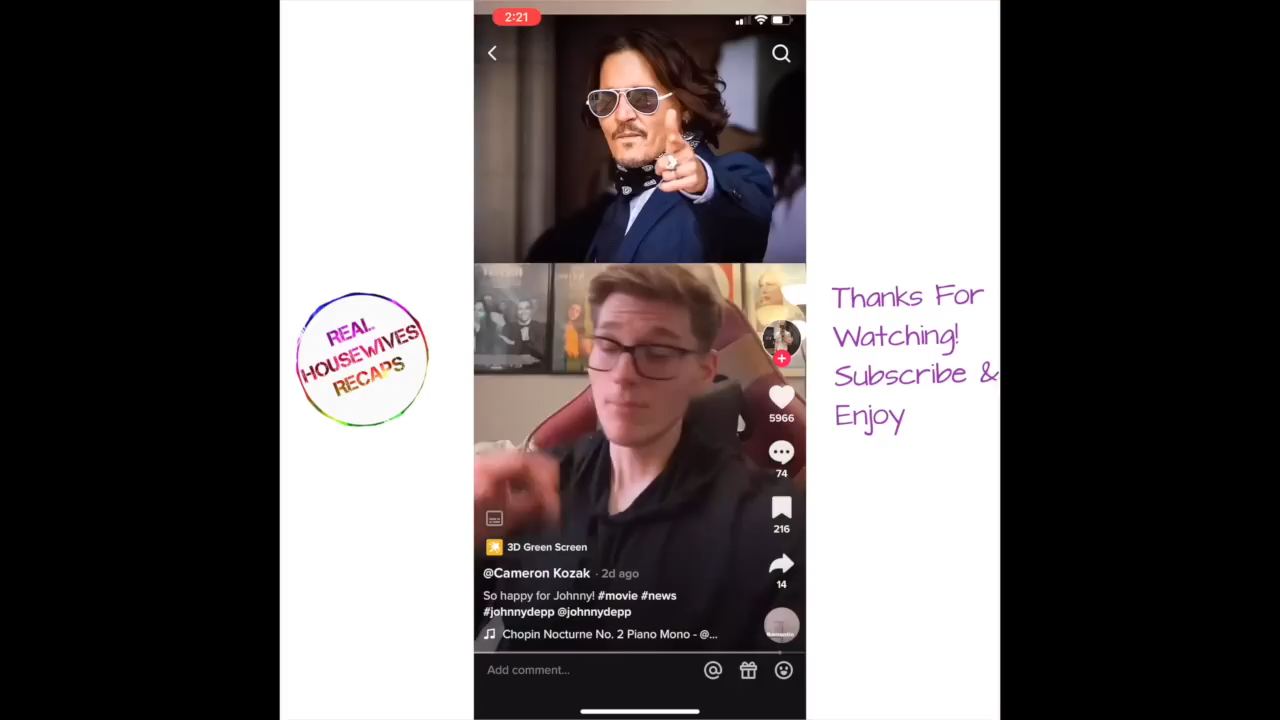 2:21
REAL
HOUSEWIVES
RECAPS
Thanks For
Watching!
Subscribe &
Enjoy
5966
74
216
14
3D Green Screen
@Cameron Kozak · 2d ago
So happy for Johnny! #movie #news
#johnnydepp @johnnydepp
Chopin Nocturne No. 2 Piano Mono - @...
Romantic
Add comment...